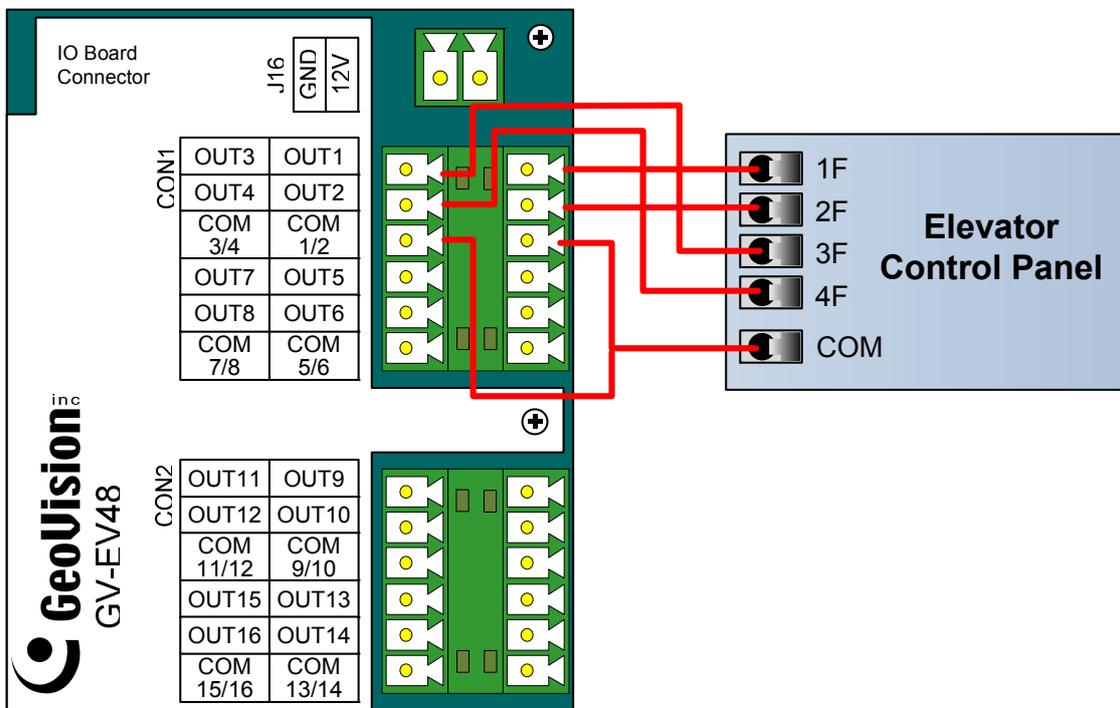 IO Board
Connector
J16
GND
12V
CON1
OUT3 OUT1
OUT4 OUT2
COM 3/4 COM 1/2
OUT7 OUT5
OUT8 OUT6
COM 7/8 COM 5/6
1F
2F
3F
4F
COM
Elevator
Control Panel
inc
GeoVision
GV-EV48
CON2
OUT11 OUT9
OUT12 OUT10
COM 11/12 COM 9/10
OUT15 OUT13
OUT16 OUT14
COM 15/16 COM 13/14